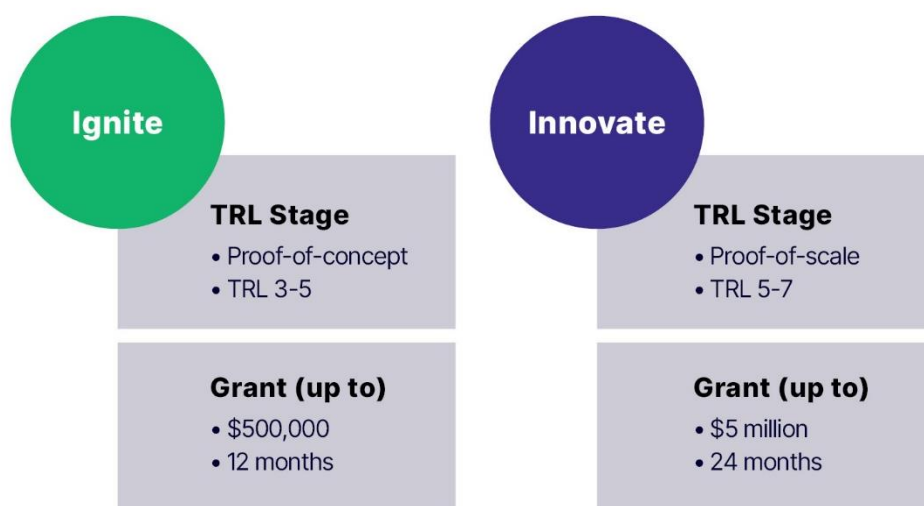 Ignite
TRL Stage
• Proof-of-concept
• TRL 3-5
Grant (up to)
• $500,000
• 12 months
Innovate
TRL Stage
• Proof-of-scale
• TRL 5-7
Grant (up to)
• $5 million
• 24 months